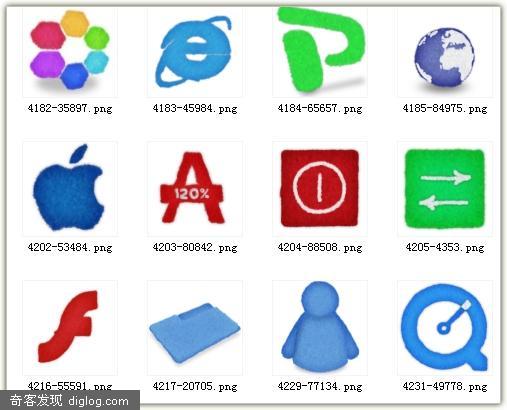 4182-35897.png
4183-45984.png
4184-65657.png
4185-84975.png
120%
4202-53484.png
4203-80842.png
4204-88508.png
4205-4353.png
4216-55591.png
4217-20705.png
4229-77134.png
4231-49778.png
奇客发现 diglog.com